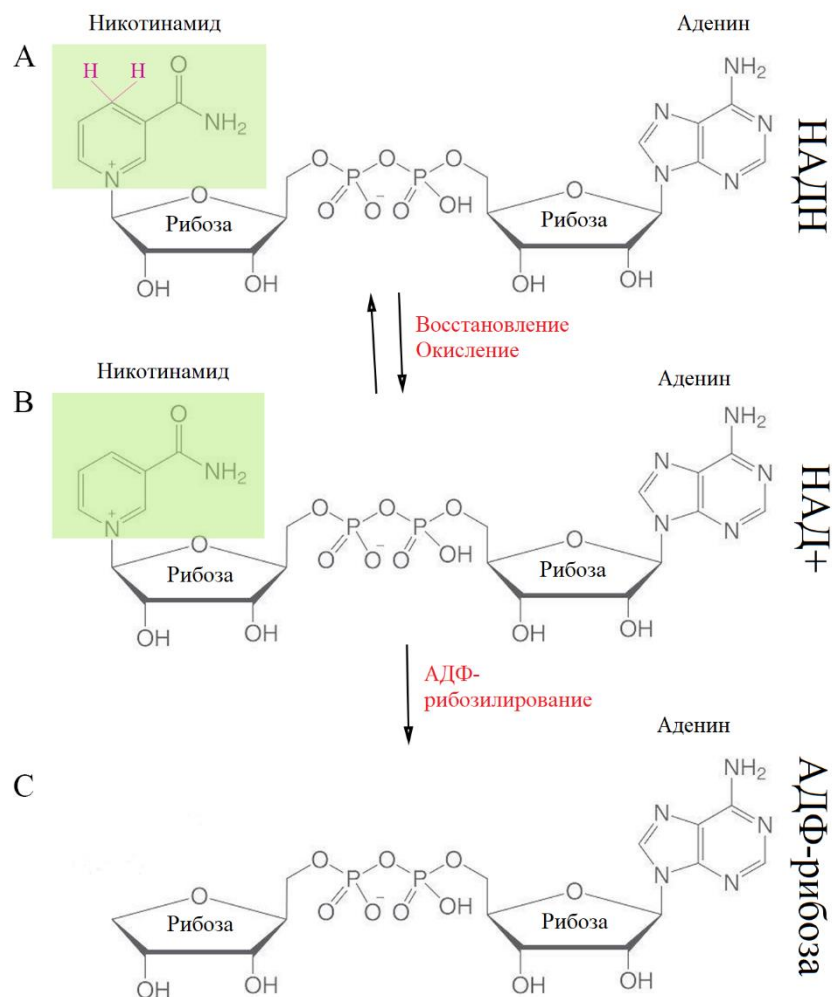 Никотинамид
Аденин
A
H H
O
NH₂
NH₂
N
N
N
N
N
+
НАДН
O
O
O
O
P
P
O
O⁻
O
OH
O
Рибоза
Рибоза
OH
OH
OH
OH
Восстановление
Окисление
Никотинамид
Аденин
B
O
NH₂
NH₂
N
N
N
N
N
+
НАД+
O
O
O
O
P
P
O
O⁻
O
OH
O
Рибоза
Рибоза
OH
OH
OH
OH
АДФ-
рибозилирование
Аденин
C
NH₂
N
N
N
N
АДФ-рибоза
O
O
O
O
P
P
O
O⁻
O
OH
O
Рибоза
Рибоза
OH
OH
OH
OH